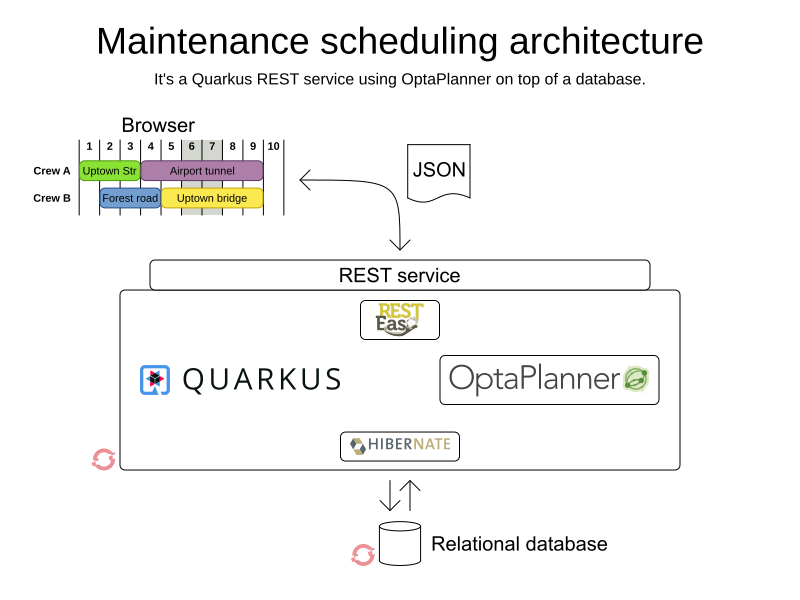 Maintenance scheduling architecture
It's a Quarkus REST service using OptaPlanner on top of a database.
Browser
1 2 3 4 5 6 7 8 9 10
Crew A Uptown Str Airport tunnel
Crew B Forest road Uptown bridge
JSON
REST service
REST
Easy
QUARKUS
OptaPlanner
HIBERNATE
Relational database